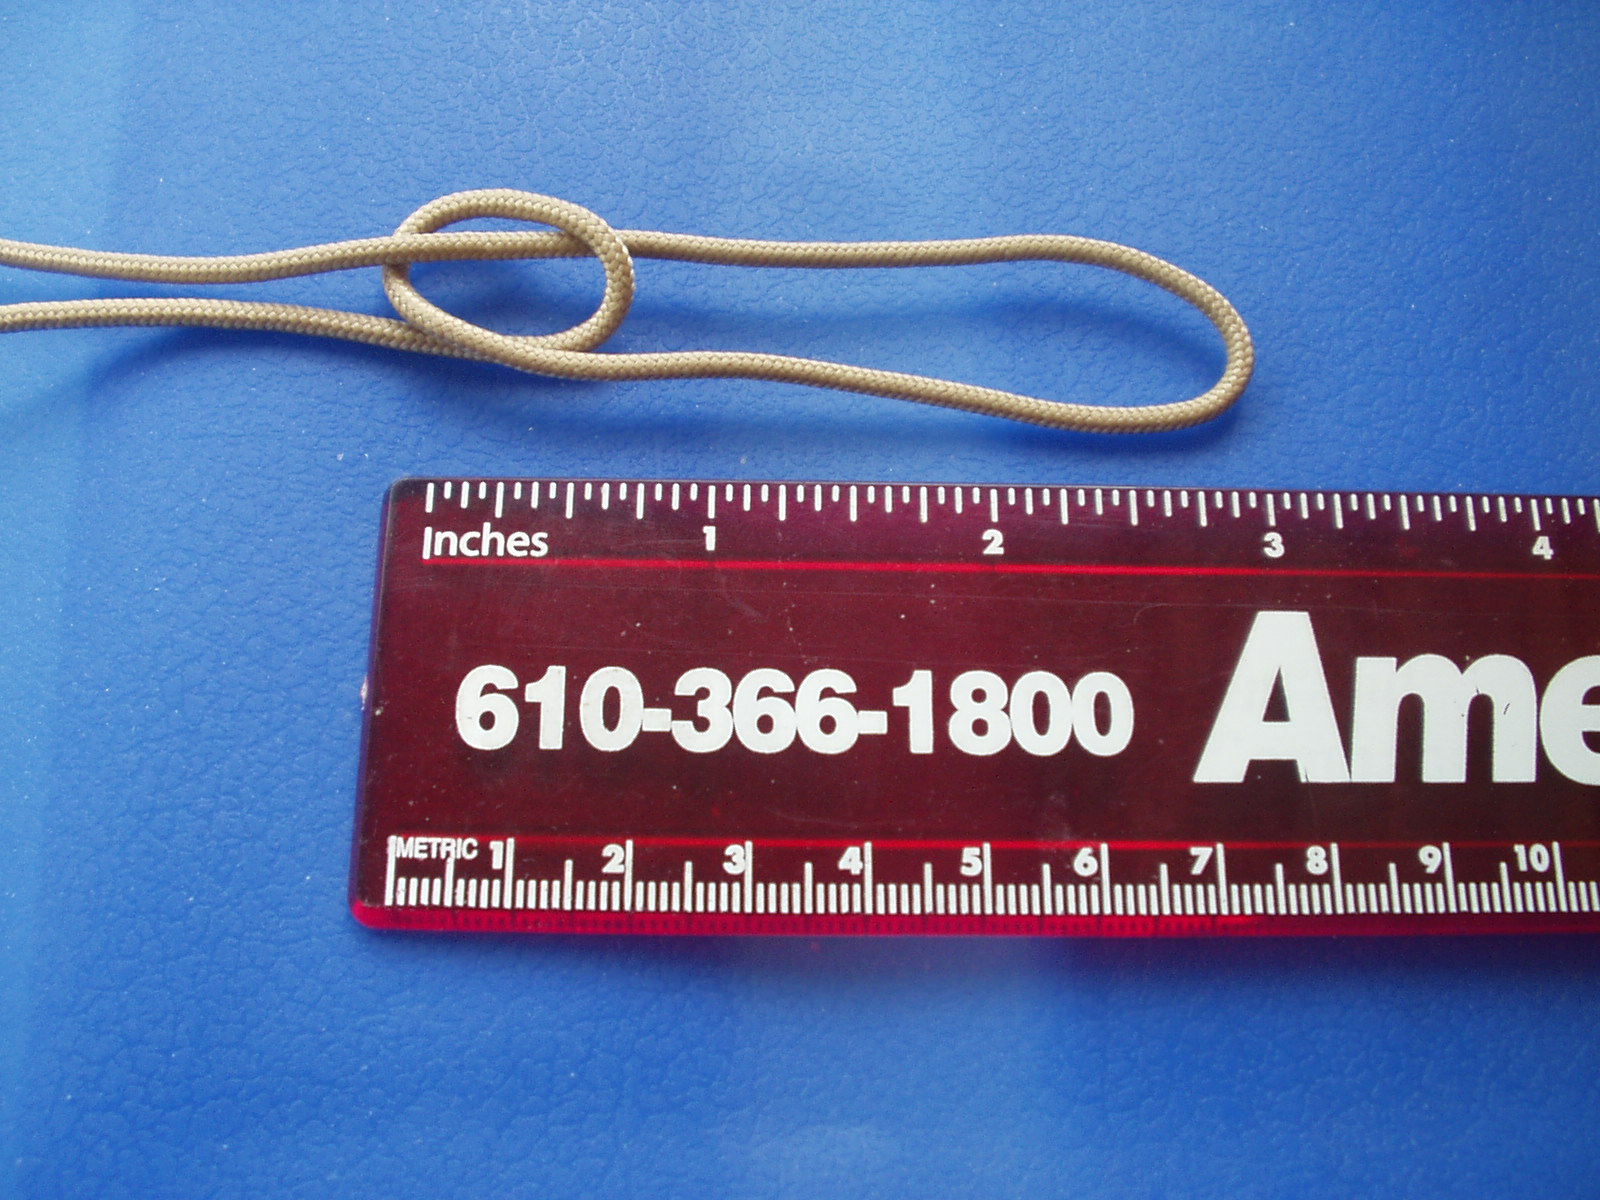 1 2 3 4
Inches
610-366-1800 Ame
METRIC 1 2 3 4 5 6 7 8 9 10